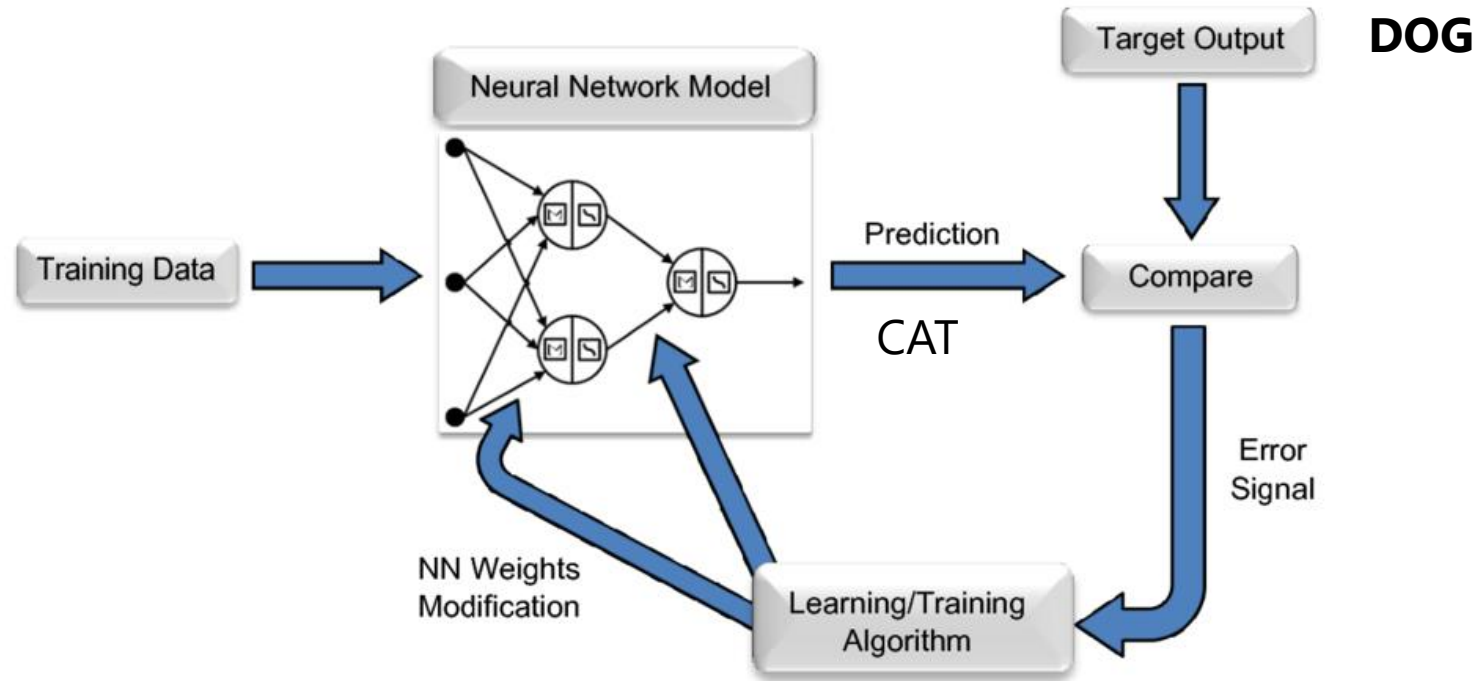 Target Output
DOG
Neural Network Model
Training Data
Prediction
CAT
Compare
Error
Signal
NN Weights
Modification
Learning/Training
Algorithm